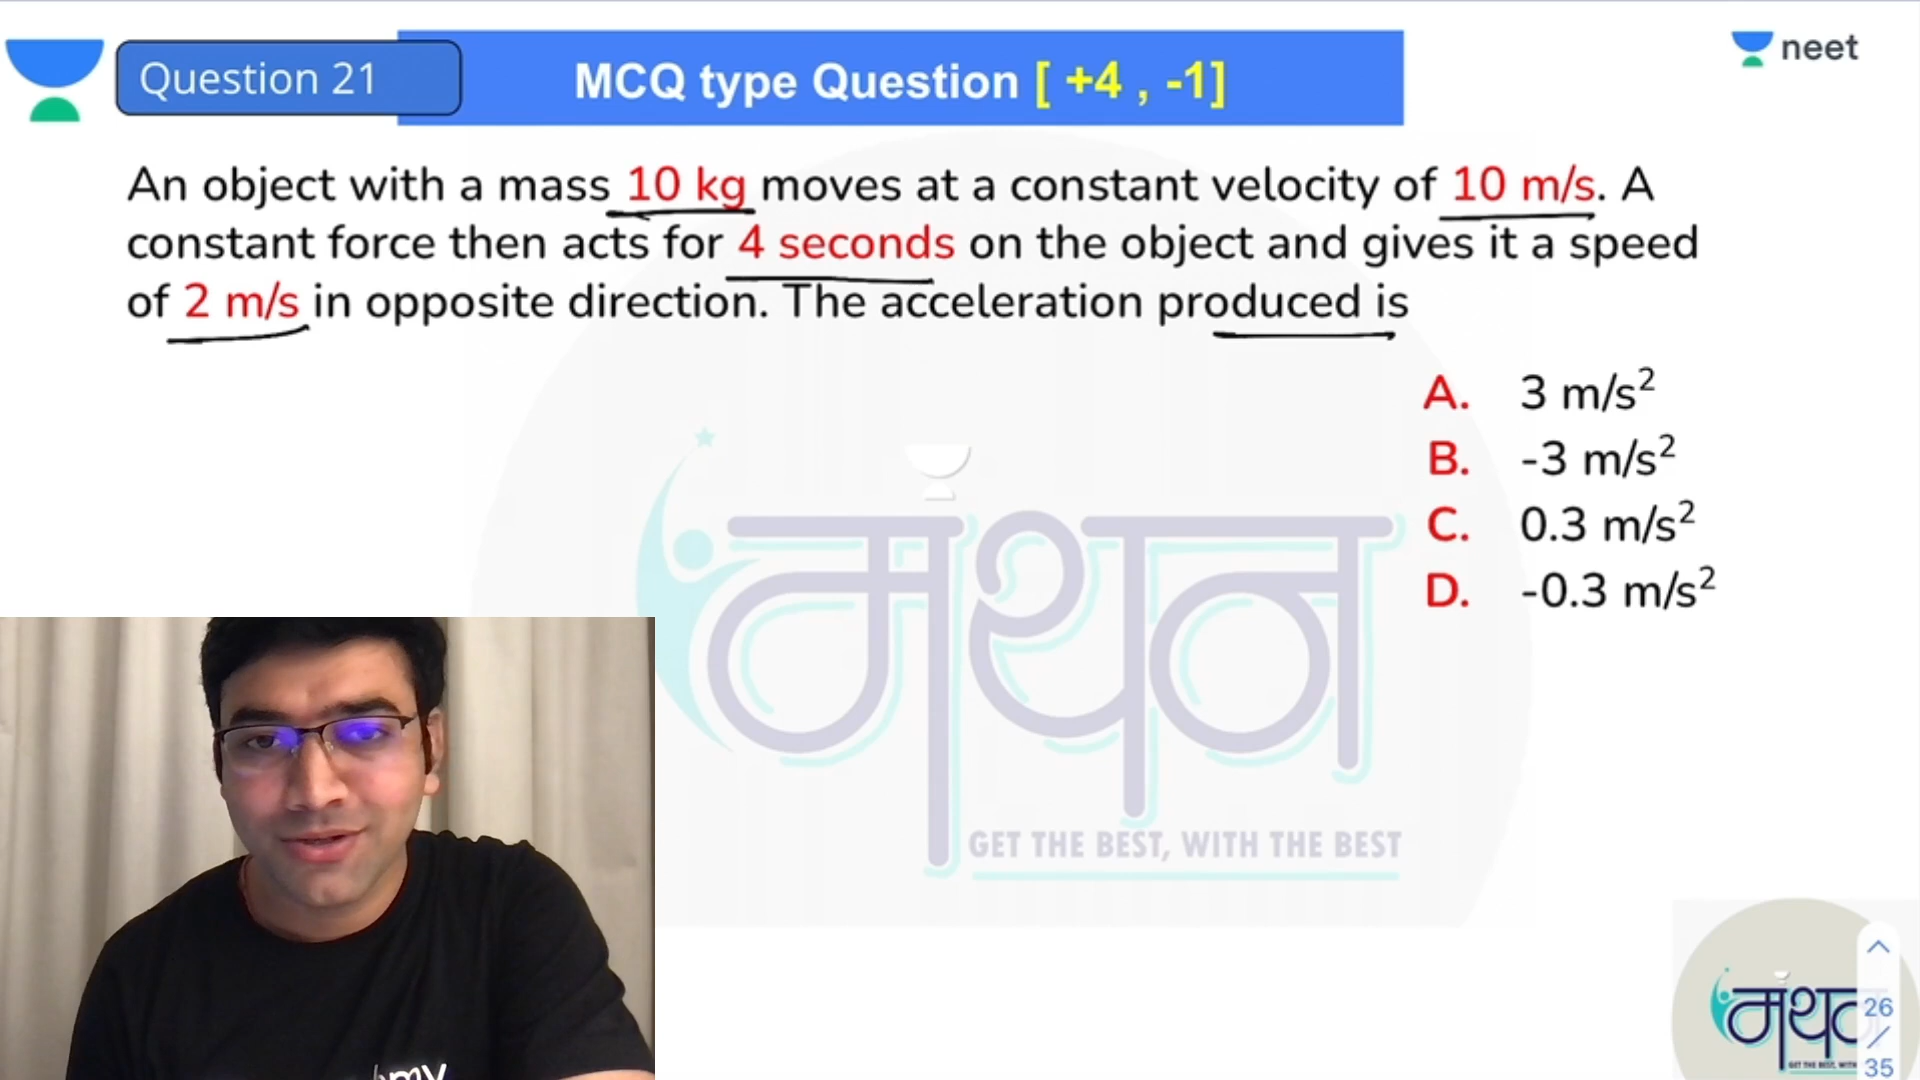 Question 21
MCQ type Question [ +4 , -1]
neet
An object with a mass 10 kg moves at a constant velocity of 10 m/s. A
constant force then acts for 4 seconds on the object and gives it a speed
of 2 m/s in opposite direction. The acceleration produced is
A. 3 m/s²
B. -3 m/s²
C. 0.3 m/s²
D. -0.3 m/s²
मंथन
GET THE BEST, WITH THE BEST
26
/
35